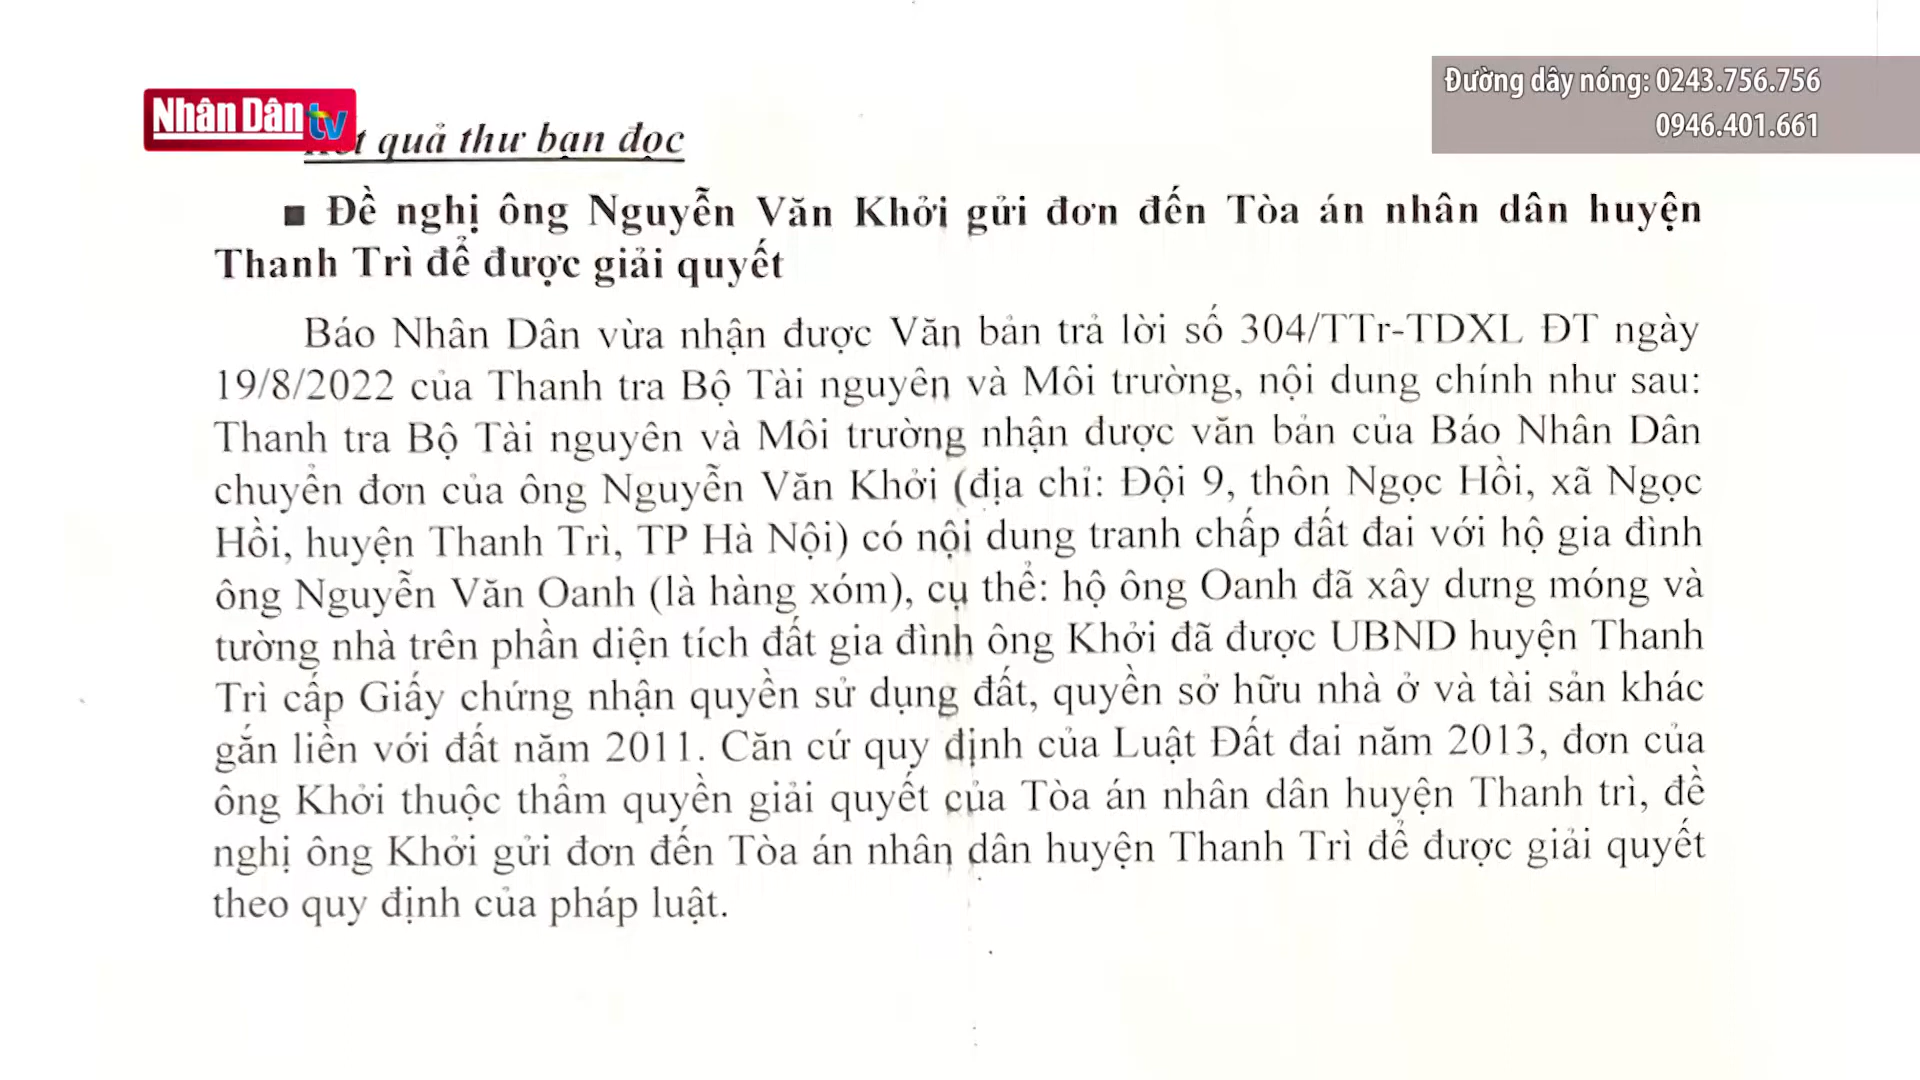 Đường dây nóng: 0243.756.756
0946.401.661
Nhân Dân tv
quả thư bạn đọc
■ Đề nghị ông Nguyễn Văn Khởi gửi đơn đến Tòa án nhân dân huyện
Thanh Trì để được giải quyết
Báo Nhân Dân vừa nhận được Văn bản trả lời số 304/TTr-TDXL ĐT ngày
19/8/2022 của Thanh tra Bộ Tài nguyên và Môi trường, nội dung chính như sau:
Thanh tra Bộ Tài nguyên và Môi trường nhận được văn bản của Báo Nhân Dân
chuyển đơn của ông Nguyễn Văn Khởi (địa chỉ: Đội 9, thôn Ngọc Hồi, xã Ngọc
Hồi, huyện Thanh Trì, TP Hà Nội) có nội dung tranh chấp đất đai với hộ gia đình
ông Nguyễn Văn Oanh (là hàng xóm), cụ thể: hộ ông Oanh đã xây dưng móng và
tường nhà trên phần diện tích đất gia đình ông Khởi đã được UBND huyện Thanh
Trì cấp Giấy chứng nhận quyền sử dụng đất, quyền sở hữu nhà ở và tài sản khác
gắn liền với đất năm 2011. Căn cứ quy định của Luật Đất đai năm 2013, đơn của
ông Khởi thuộc thẩm quyền giải quyết của Tòa án nhân dân huyện Thanh trì, đề
nghị ông Khởi gửi đơn đến Tòa án nhân dân huyện Thanh Trì để được giải quyết
theo quy định của pháp luật.